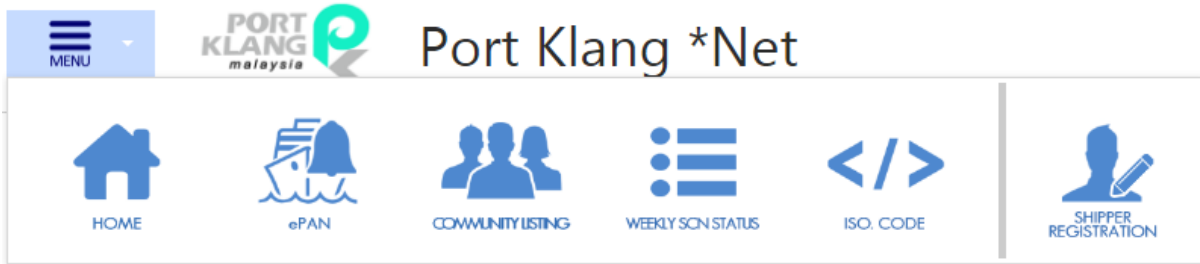 MENU
PORT
KLANG
malaysia
Port Klang *Net
HOME
ePAN
COMMUNITY LISTING
WEEKLY SCN STATUS
</>
ISO. CODE
SHIPPER
REGISTRATION